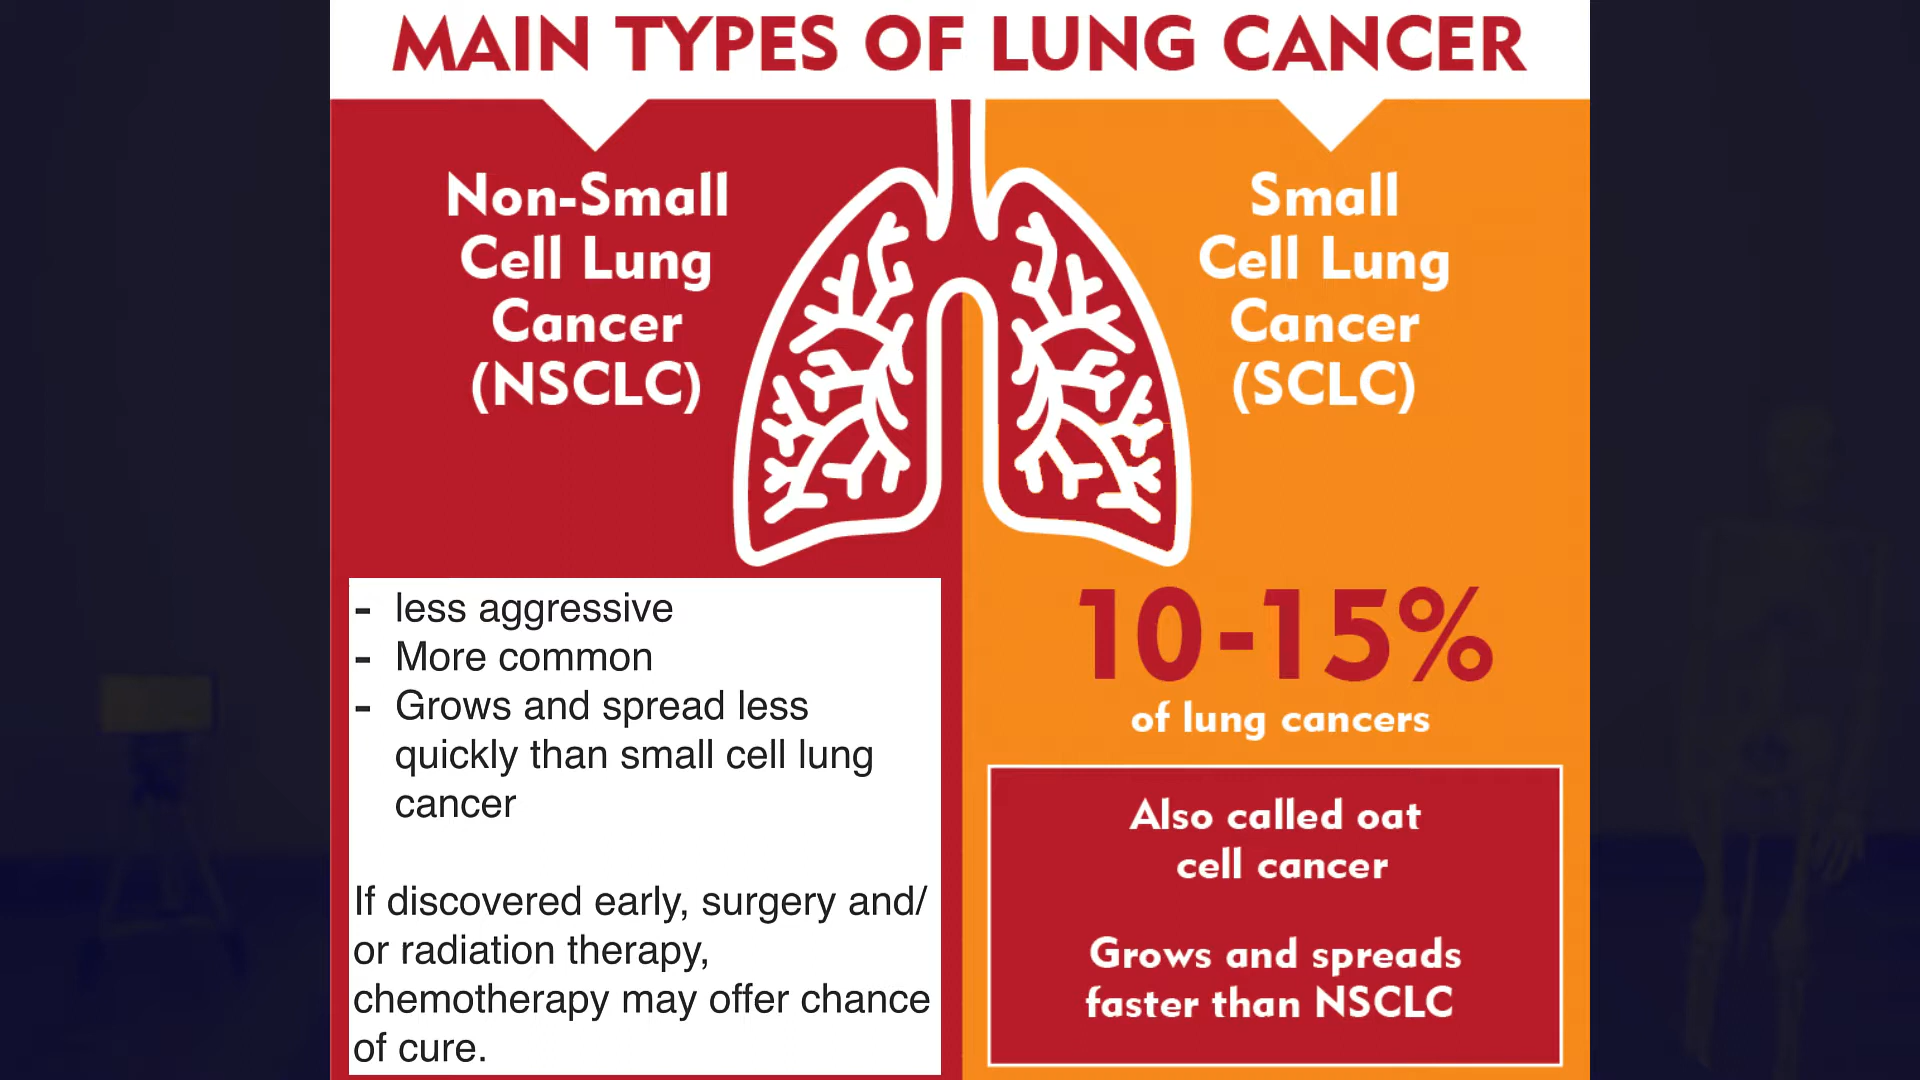 MAIN TYPES OF LUNG CANCER
Non-Small
Cell Lung
Cancer
(NSCLC)
Small
Cell Lung
Cancer
(SCLC)
- less aggressive
- More common
- Grows and spread less
quickly than small cell lung
cancer
If discovered early, surgery and/
or radiation therapy,
chemotherapy may offer chance
of cure.
10-15%
of lung cancers
Also called oat
cell cancer
Grows and spreads
faster than NSCLC